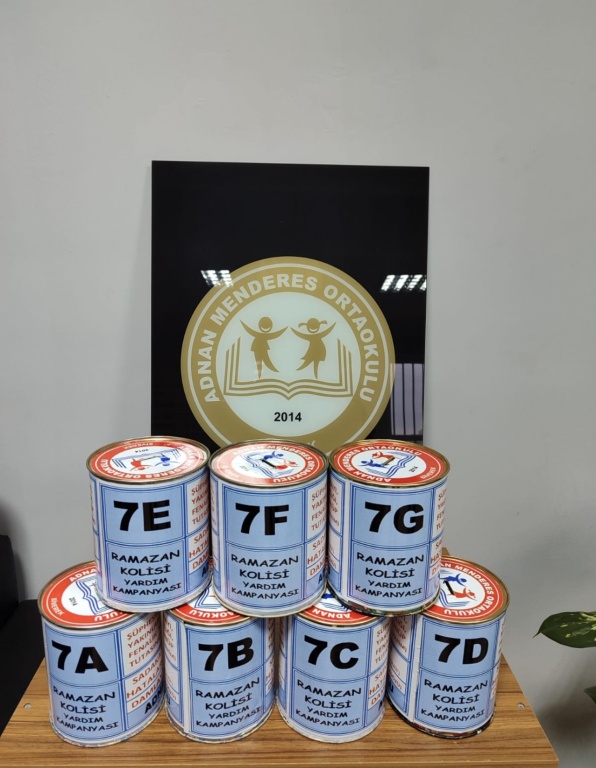 ADNAN MENDERES ORTAOKULU
2014
7E
RAMAZAN
KOLİSİ
YARDIM
KAMPANYASI
7F
RAMAZAN
KOLİSİ
YARDIM
KAMPANYASI
7G
RAMAZAN
KOLİSİ
YARDIM
KAMPANYASI
7A
RAMAZAN
KOLİSİ
YARDIM
KAMPANYASI
7B
RAMAZAN
KOLİSİ
YARDIM
KAMPANYASI
7C
RAMAZAN
KOLİSİ
YARDIM
KAMPANYASI
7D
RAMAZAN
KOLİSİ
YARDIM
KAMPANYASI